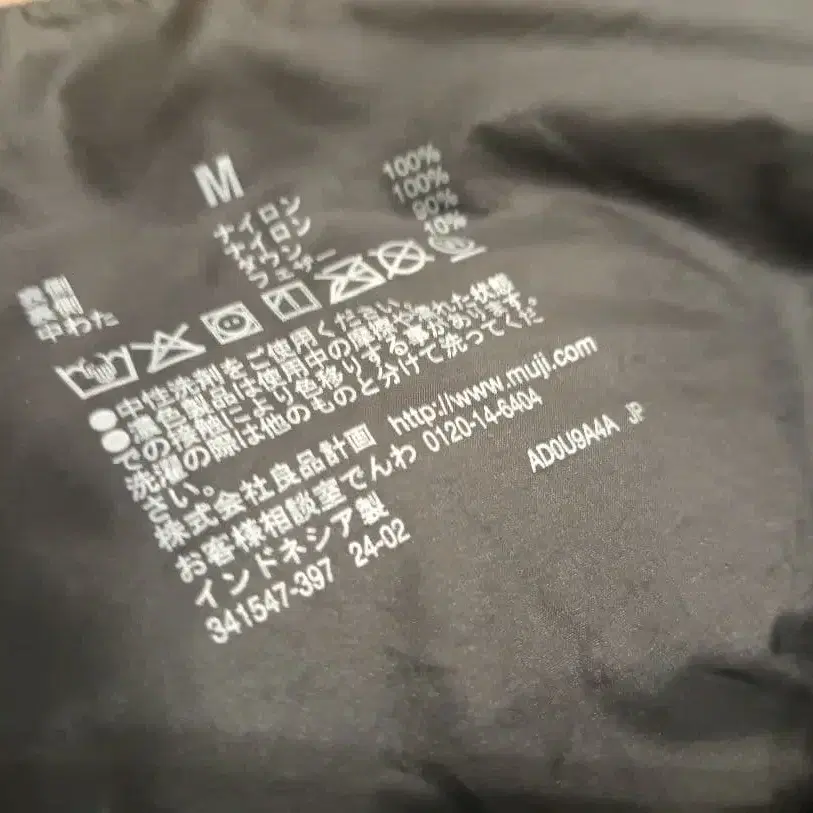 M
表側 ナイロン 100%
裏側 ナイロン 100%
中わた ダウン 90%
フェザー 10%
●中性洗剤をご使用ください。
●濃色製品は使用中の摩擦や濡れた状態
での接触により色移りする事があります。
洗濯の際は他のものと分けて洗ってくだ
さい。
株式会社良品計画 http://www.muji.com
お客様相談室でんわ 0120-14-6404
インドネシア製
341547-397 24-02
AD0U9A4A JP